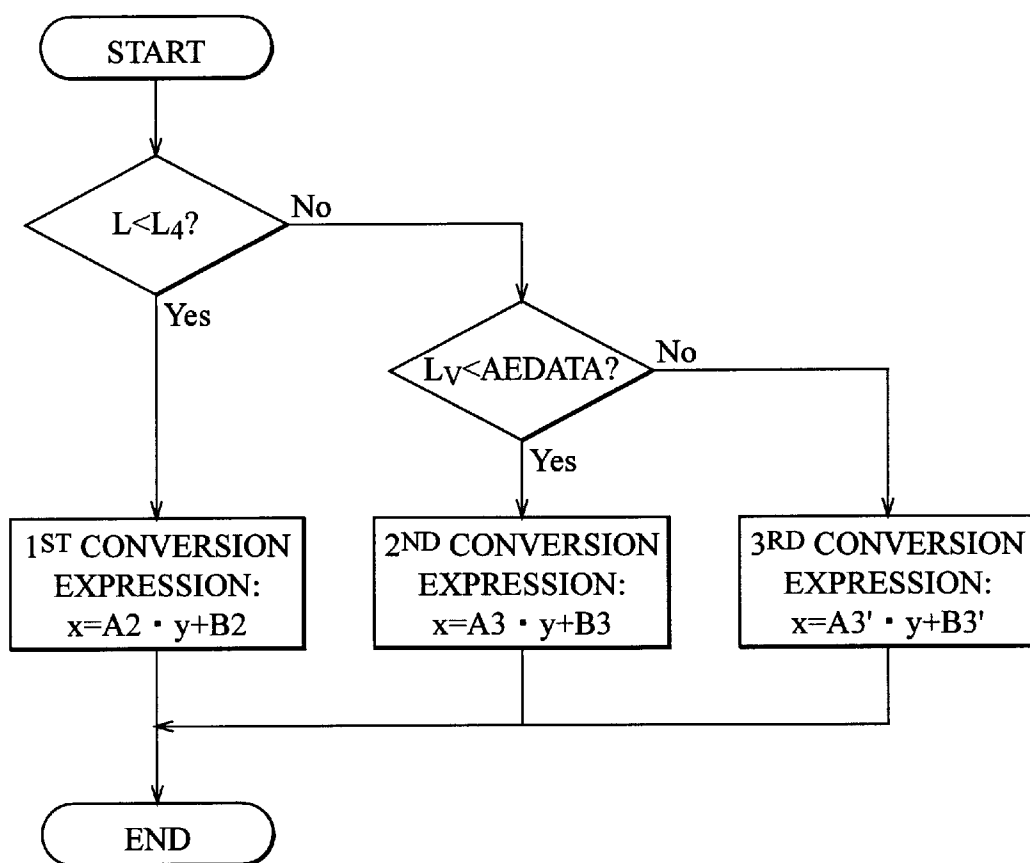 START
L<L4?
No
Yes
LV<AEDATA?
No
Yes
1ST CONVERSION
EXPRESSION:
x=A2・y+B2
2ND CONVERSION
EXPRESSION:
x=A3・y+B3
3RD CONVERSION
EXPRESSION:
x=A3'・y+B3'
END